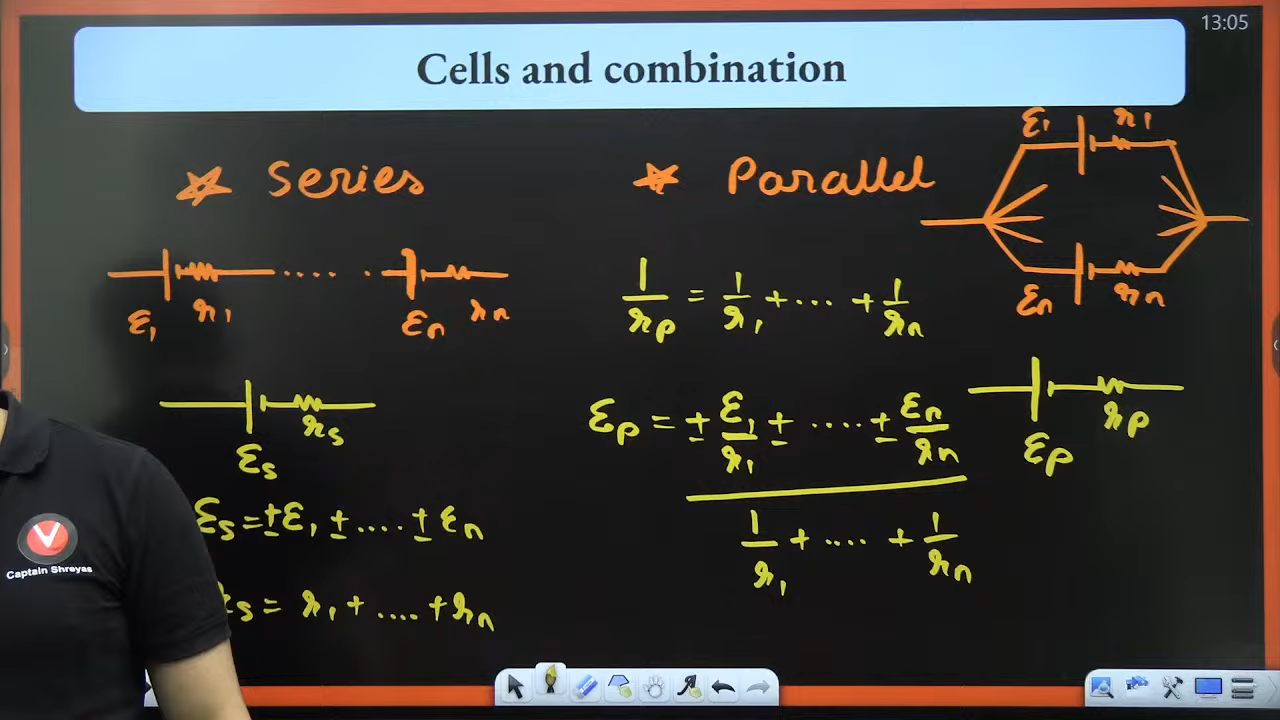 13:05
Cells and combination
☆ Series
ε₁ r₁ .... εₙ rₙ
εₛ rₛ
εₛ = ± ε₁ ± .... ± εₙ
rₛ = r₁ + .... + rₙ
☆ Parallel
ε₁ r₁
εₙ rₙ
1/rₚ = 1/r₁ + ... + 1/rₙ
εₚ rₚ
εₚ = (± ε₁/r₁ ± .... ± εₙ/rₙ) / (1/r₁ + .... + 1/rₙ)
V
Captain Shreyas